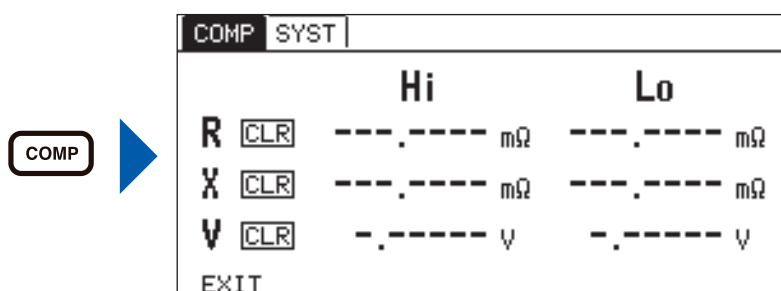 COMP SYST
Hi Lo
R CLR ---.---- mΩ ---.---- mΩ
COMP
X CLR ---.---- mΩ ---.---- mΩ
V CLR -.----- V -.----- V
EXIT